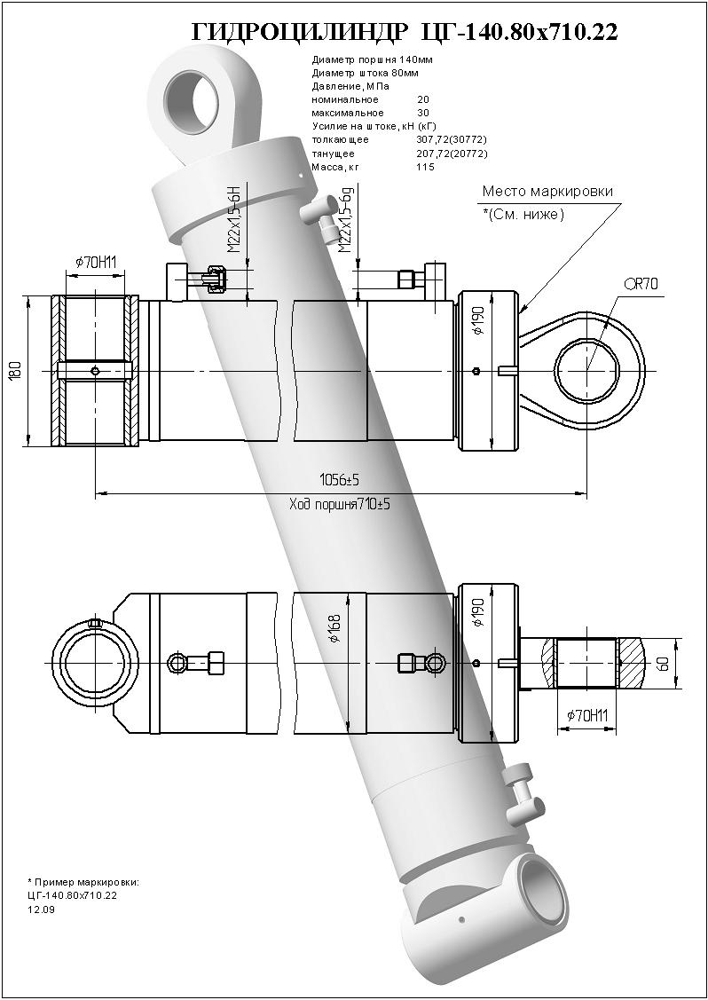 ГИДРОЦИЛИНДР ЦГ-140.80х710.22
Диаметр поршня 140мм
Диаметр штока 80мм
Давление, МПа
номинальное 20
максимальное 30
Усилие на штоке, кН (кГ)
толкающее 307,72(30772)
тянущее 207,72(20772)
Масса, кг 115
Место маркировки
*(См. ниже)
М22х1,5-6Н
М22х1,5-6g
ϕ70Н11
R70
ϕ190
180
1056±5
Ход поршня710±5
ϕ168
ϕ190
60
ϕ70Н11
* Пример маркировки:
ЦГ-140.80х710.22
12.09